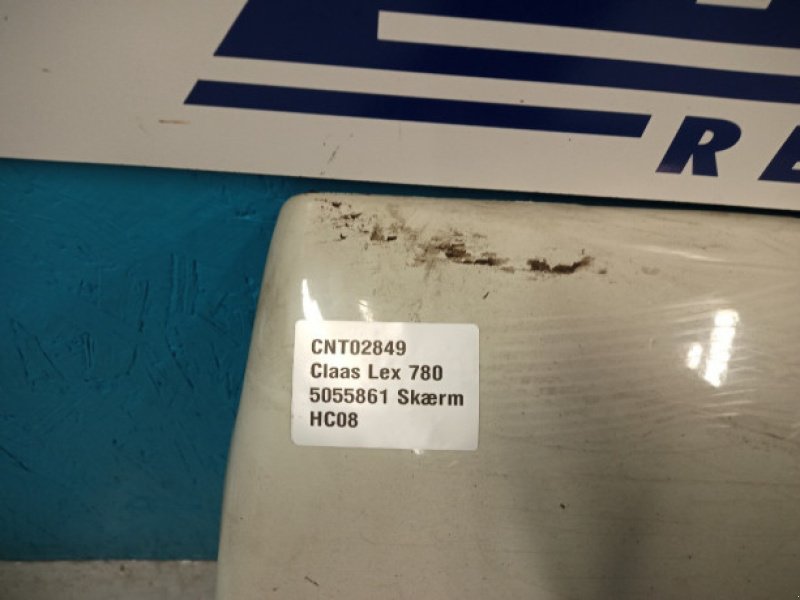 CNT02849
Claas Lex 780
5055861 Skærm
HC08